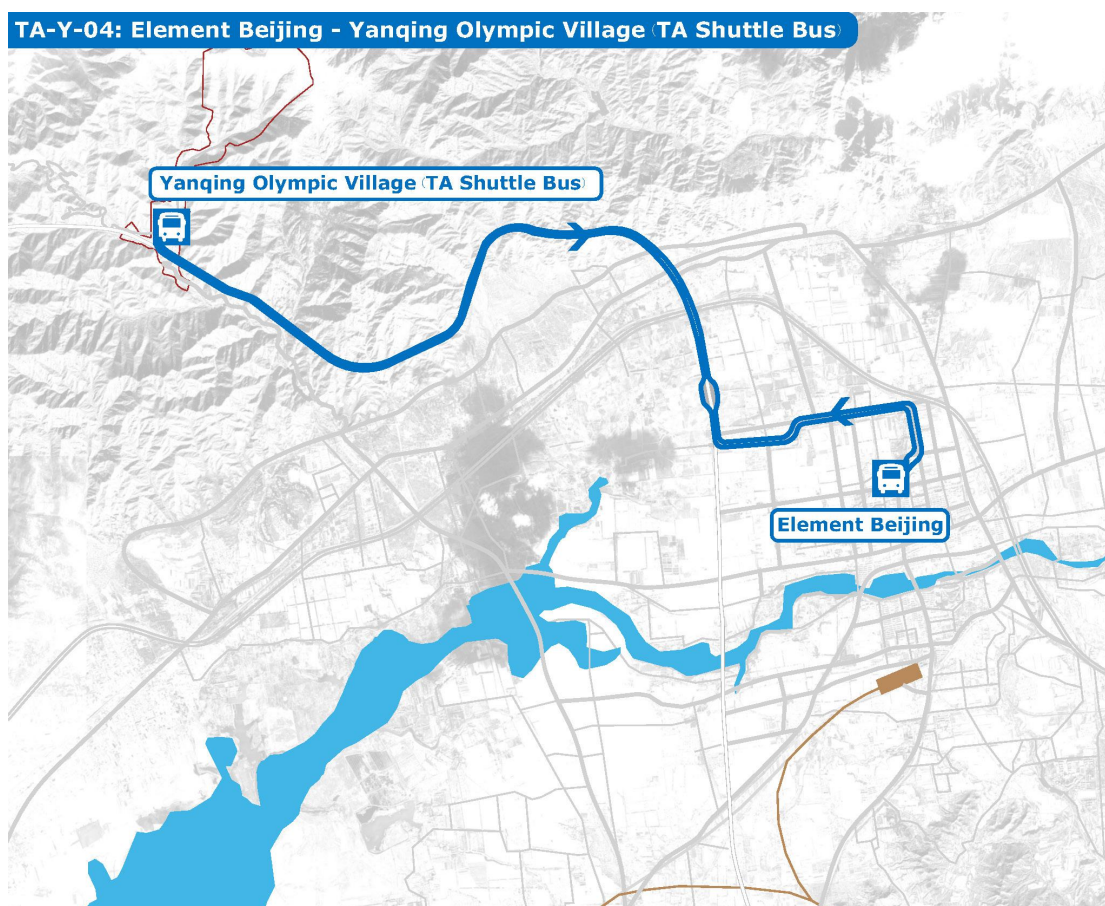 TA-Y-04: Element Beijing - Yanqing Olympic Village (TA Shuttle Bus)
Yanqing Olympic Village (TA Shuttle Bus)
Element Beijing